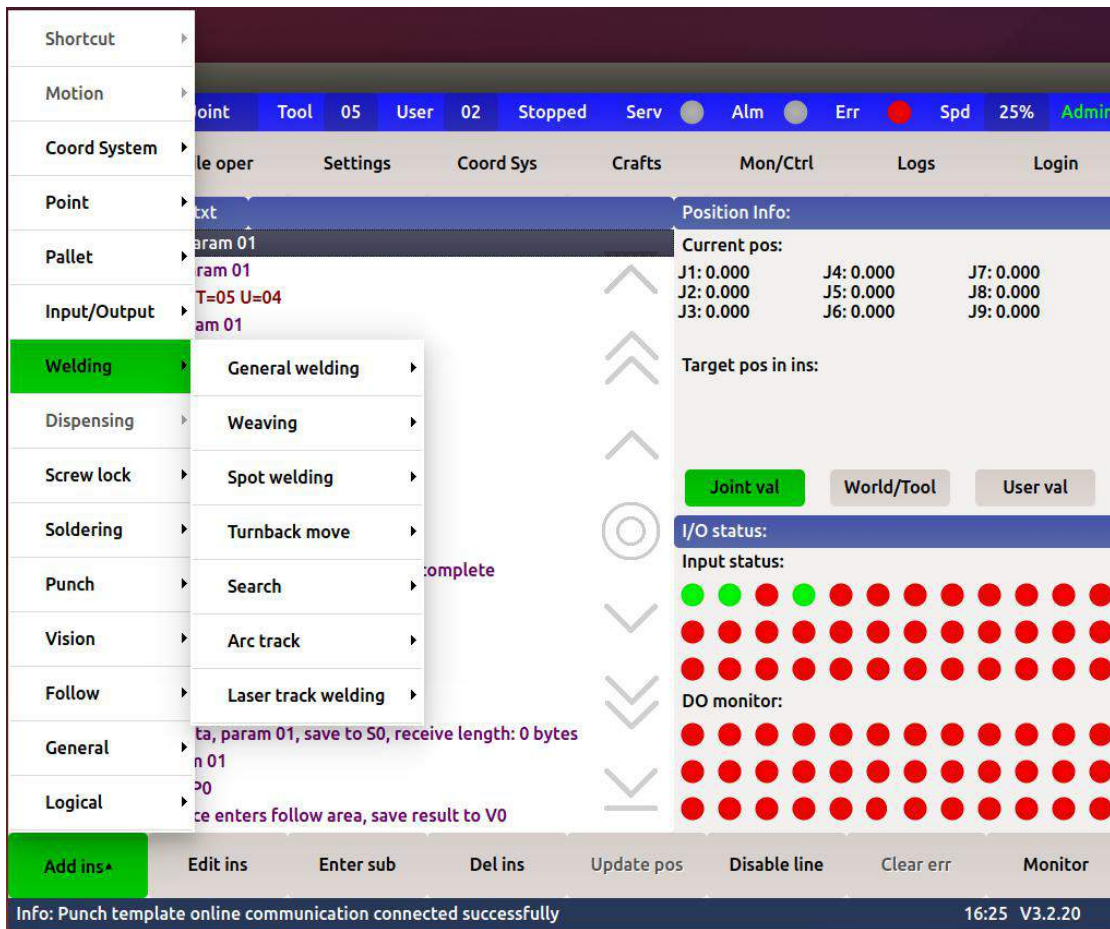 Shortcut
Motion
Coord System
Point
Pallet
Input/Output
Welding
Dispensing
Screw lock
Soldering
Punch
Vision
Follow
General
Logical
General welding
Weaving
Spot welding
Turnback move
Search
Arc track
Laser track welding
oint Tool 05 User 02 Stopped Serv Alm Err Spd 25% Admin
le oper Settings Coord Sys Crafts Mon/Ctrl Logs Login
txt
aram 01
ram 01
T=05 U=04
am 01
complete
ta, param 01, save to S0, receive length: 0 bytes
n 01
P0
ce enters follow area, save result to V0
Position Info:
Current pos:
J1: 0.000 J4: 0.000 J7: 0.000
J2: 0.000 J5: 0.000 J8: 0.000
J3: 0.000 J6: 0.000 J9: 0.000
Target pos in ins:
Joint val World/Tool User val
I/O status:
Input status:
DO monitor:
Add ins Edit ins Enter sub Del ins Update pos Disable line Clear err Monitor
Info: Punch template online communication connected successfully 16:25 V3.2.20